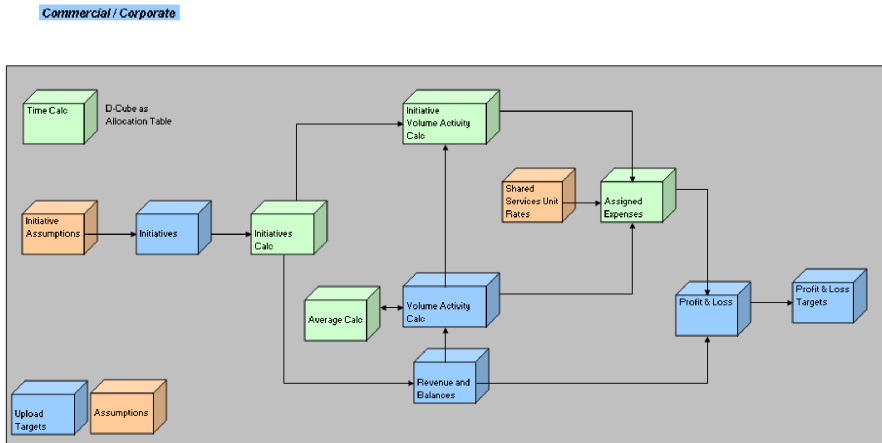 Commercial / Corporate
Time Calc
D-Cube as
Allocation Table
Initiative
Volume Activity
Calc
Shared
Services Unit
Rates
Assigned
Expenses
Initiative
Assumptions
Initiatives
Initiatives
Calc
Average Calc
Volume Activity
Calc
Profit & Loss
Profit & Loss
Targets
Revenue and
Balances
Upload
Targets
Assumptions